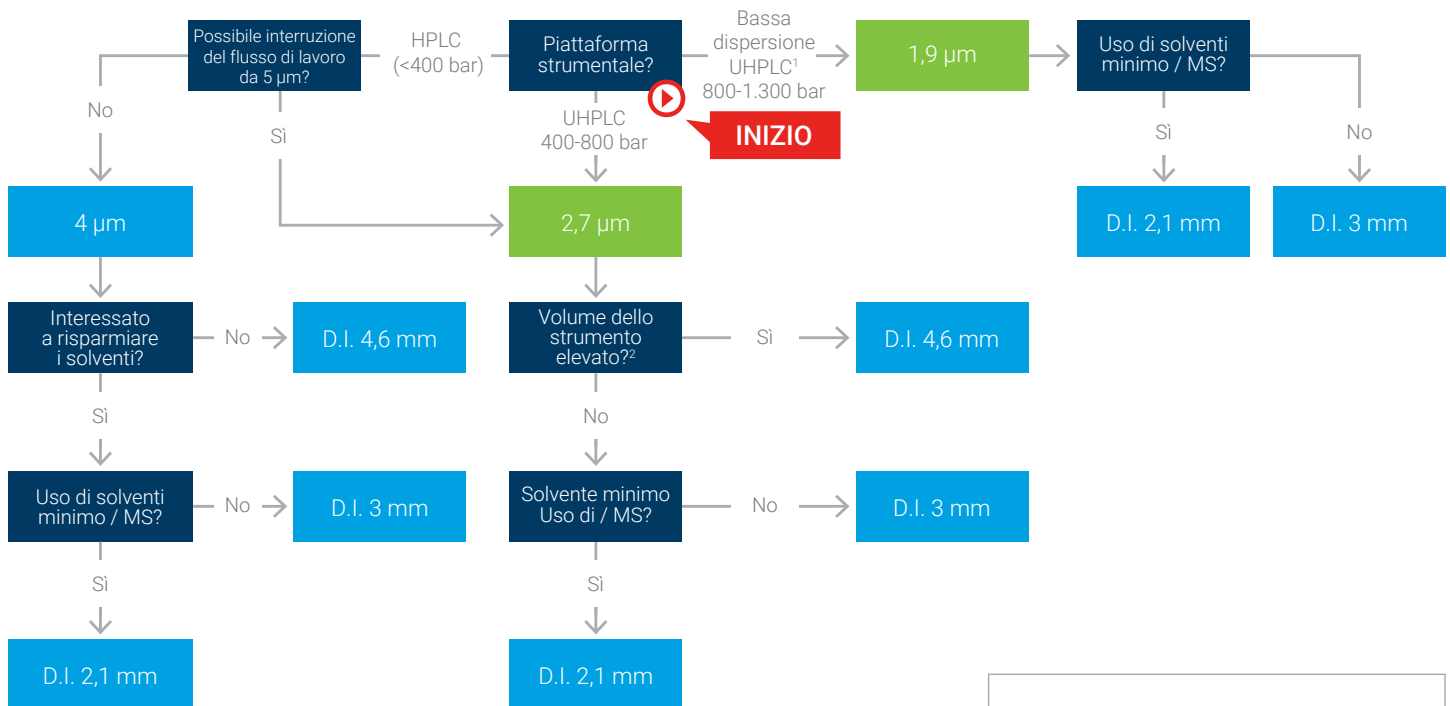 Possibile interruzione
del flusso di lavoro
da 5 µm?
HPLC
(<400 bar)
Piattaforma
strumentale?
Bassa
dispersione
UHPLC¹
800-1.300 bar
1,9 µm
Uso di solventi
minimo / MS?
No
Sì
UHPLC
400-800 bar
INIZIO
Sì
No
4 µm
2,7 µm
D.I. 2,1 mm
D.I. 3 mm
Interessato
a risparmiare
i solventi?
No
D.I. 4,6 mm
Volume dello
strumento
elevato?²
Sì
D.I. 4,6 mm
Sì
No
Uso di solventi
minimo / MS?
No
D.I. 3 mm
Solvente minimo
Uso di / MS?
No
D.I. 3 mm
Sì
Sì
D.I. 2,1 mm
D.I. 2,1 mm